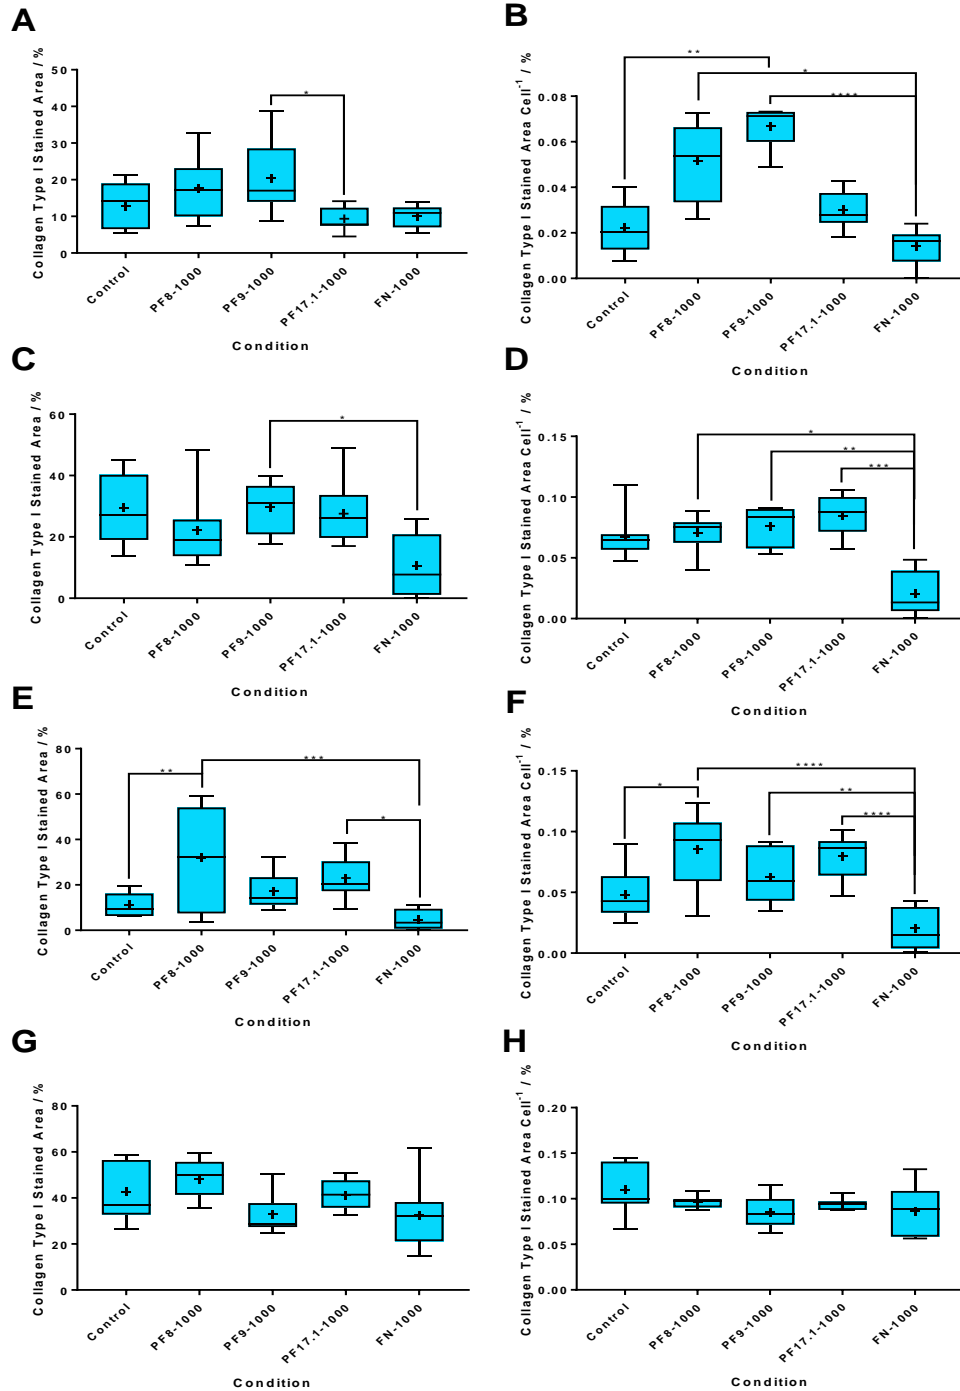 A
Collagen Type I Stained Area / %
50
40
30
20
10
0
*
Control
PF8-1000
PF9-1000
PF17.1-1000
FN-1000
Condition
B
Collagen Type I Stained Area Cell⁻¹ / %
0.08
0.06
0.04
0.02
0.00
**
*
****
Control
PF8-1000
PF9-1000
PF17.1-1000
FN-1000
Condition
C
Collagen Type I Stained Area / %
60
40
20
0
*
Control
PF8-1000
PF9-1000
PF17.1-1000
FN-1000
Condition
D
Collagen Type I Stained Area Cell⁻¹ / %
0.15
0.10
0.05
0.00
*
**
***
Control
PF8-1000
PF9-1000
PF17.1-1000
FN-1000
Condition
E
Collagen Type I Stained Area / %
80
60
40
20
0
**
***
*
Control
PF8-1000
PF9-1000
PF17.1-1000
FN-1000
Condition
F
Collagen Type I Stained Area Cell⁻¹ / %
0.15
0.10
0.05
0.00
*
****
**
****
Control
PF8-1000
PF9-1000
PF17.1-1000
FN-1000
Condition
G
Collagen Type I Stained Area / %
80
60
40
20
0
Control
PF8-1000
PF9-1000
PF17.1-1000
FN-1000
Condition
H
Collagen Type I Stained Area Cell⁻¹ / %
0.20
0.15
0.10
0.05
0.00
Control
PF8-1000
PF9-1000
PF17.1-1000
FN-1000
Condition